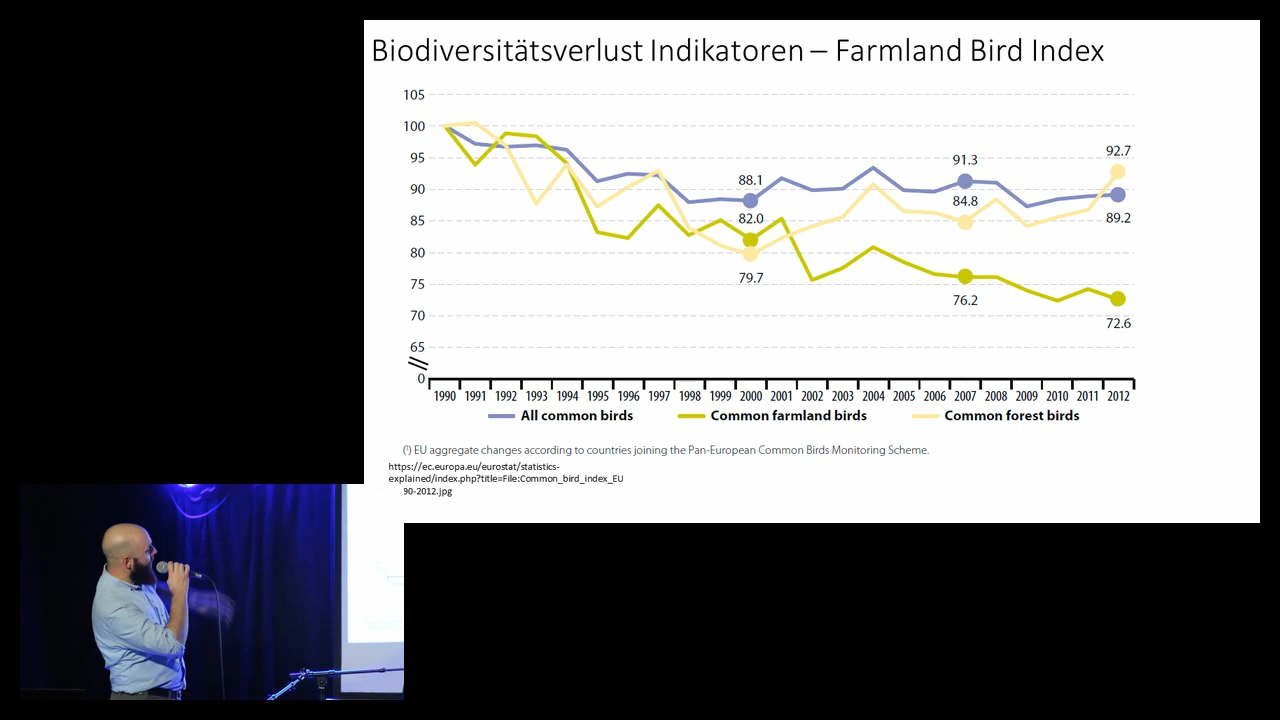 Biodiversitätsverlust Indikatoren – Farmland Bird Index
105
100
95
90
85
80
75
70
65
0
88.1
82.0
79.7
91.3
84.8
76.2
92.7
89.2
72.6
1990 1991 1992 1993 1994 1995 1996 1997 1998 1999 2000 2001 2002 2003 2004 2005 2006 2007 2008 2009 2010 2011 2012
All common birds Common farmland birds Common forest birds
(¹) EU aggregate changes according to countries joining the Pan-European Common Birds Monitoring Scheme.
https://ec.europa.eu/eurostat/statistics-
explained/index.php?title=File:Common_bird_index_EU
90-2012.jpg